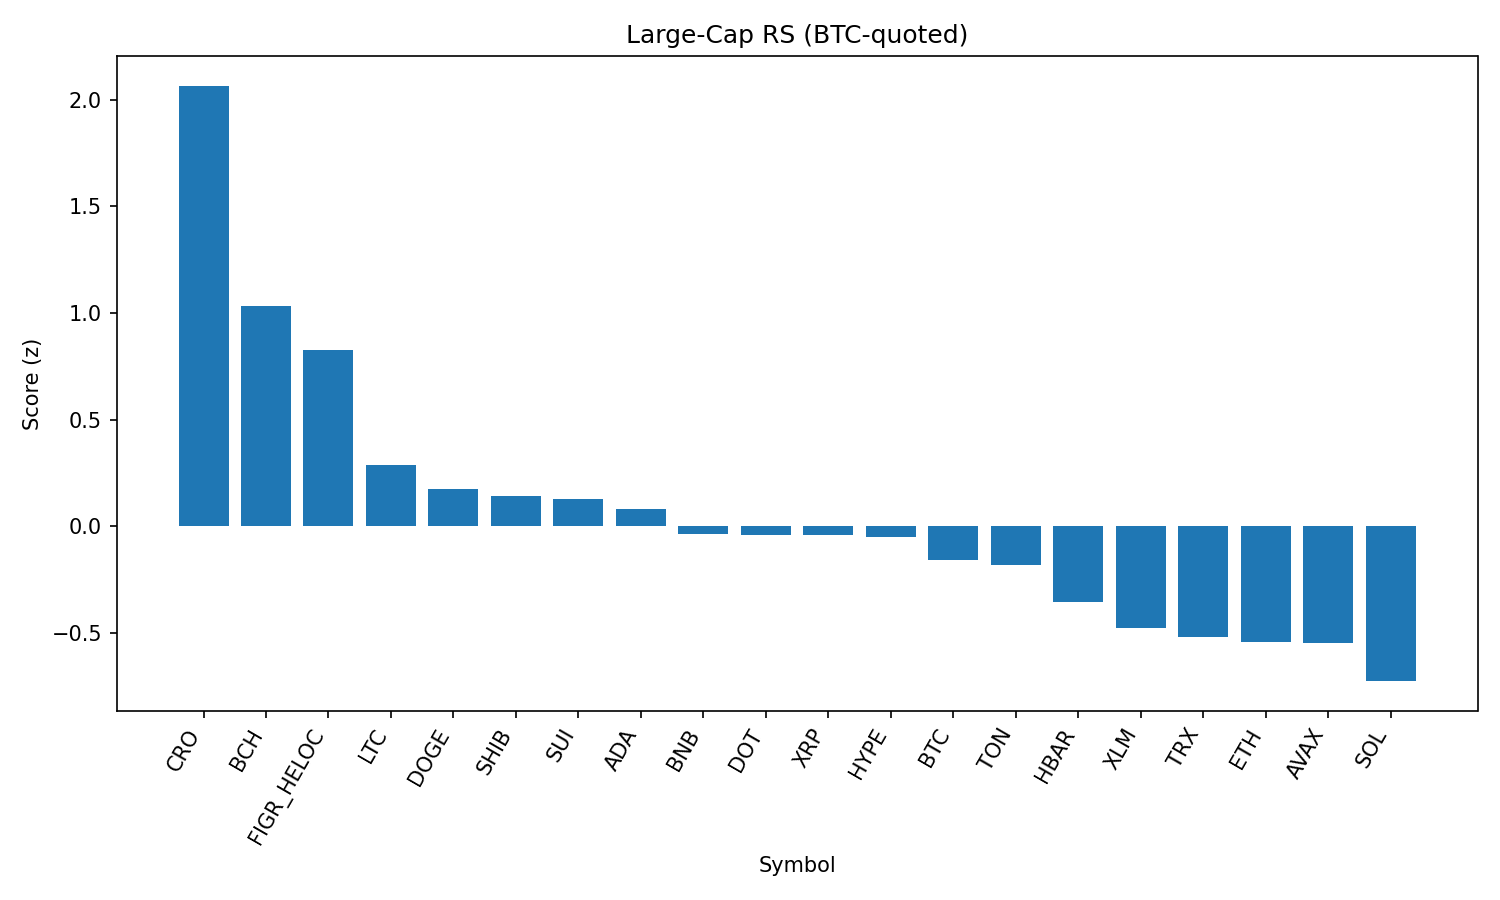 Large-Cap RS (BTC-quoted)
Score (z)
2.0
1.5
1.0
0.5
0.0
−0.5
CRO
BCH
FIGR_HELOC
LTC
DOGE
SHIB
SUI
ADA
BNB
DOT
XRP
HYPE
BTC
TON
HBAR
XLM
TRX
ETH
AVAX
SOL
Symbol